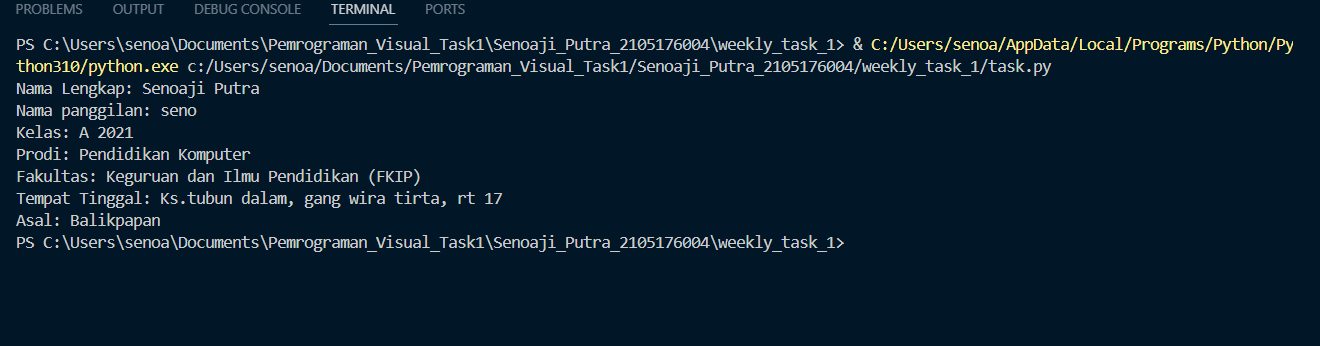 PROBLEMS OUTPUT DEBUG CONSOLE TERMINAL PORTS
PS C:\Users\senoa\Documents\Pemrograman_Visual_Task1\Senoaji_Putra_2105176004\weekly_task_1> & C:/Users/senoa/AppData/Local/Programs/Python/Py
thon310/python.exe c:/Users/senoa/Documents/Pemrograman_Visual_Task1/Senoaji_Putra_2105176004/weekly_task_1/task.py
Nama Lengkap: Senoaji Putra
Nama panggilan: seno
Kelas: A 2021
Prodi: Pendidikan Komputer
Fakultas: Keguruan dan Ilmu Pendidikan (FKIP)
Tempat Tinggal: Ks.tubun dalam, gang wira tirta, rt 17
Asal: Balikpapan
PS C:\Users\senoa\Documents\Pemrograman_Visual_Task1\Senoaji_Putra_2105176004\weekly_task_1>